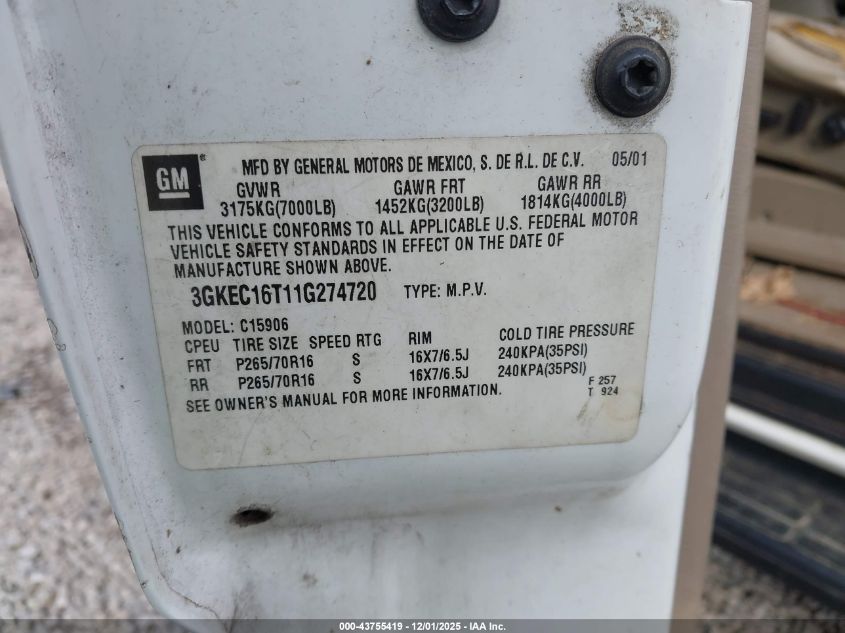 GM
MFD BY GENERAL MOTORS DE MEXICO, S. DE R.L. DE C.V. 05/01
GVWR GAWR FRT GAWR RR
3175KG(7000LB) 1452KG(3200LB) 1814KG(4000LB)
THIS VEHICLE CONFORMS TO ALL APPLICABLE U.S. FEDERAL MOTOR
VEHICLE SAFETY STANDARDS IN EFFECT ON THE DATE OF
MANUFACTURE SHOWN ABOVE.
3GKEC16T11G274720 TYPE: M.P.V.
MODEL: C15906
CPEU TIRE SIZE SPEED RTG RIM COLD TIRE PRESSURE
FRT P265/70R16 S 16X7/6.5J 240KPA(35PSI)
RR P265/70R16 S 16X7/6.5J 240KPA(35PSI)
SEE OWNER'S MANUAL FOR MORE INFORMATION.
F 257
T 924
000-43755419 • 12/01/2025 - IAA Inc.